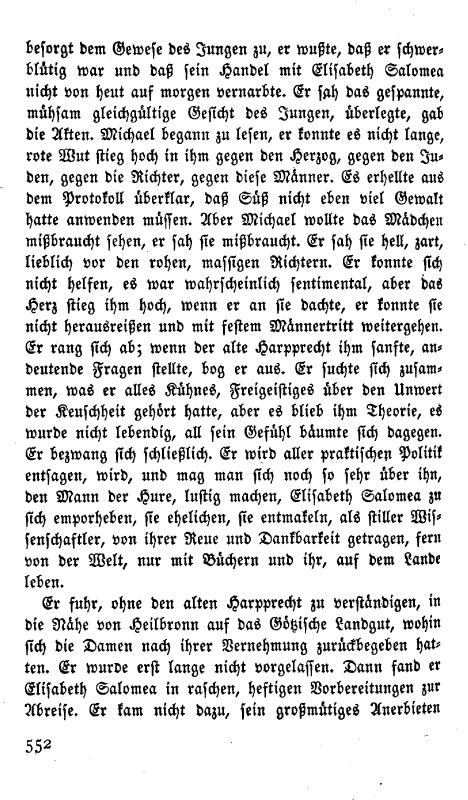 besorgt dem Gewese des Jungen zu, er wußte, daß er schwer-
blütig war und daß sein Handel mit Elisabeth Salomea
nicht von heut auf morgen vernarbte. Er sah das gespannte,
mühsam gleichgültige Gesicht des Jungen, überlegte, gab
die Akten. Michael begann zu lesen, er konnte es nicht lange,
rote Wut stieg hoch in ihm gegen den Herzog, gegen den Ju-
den, gegen die Richter, gegen diese Männer. Es erhellte aus
dem Protokoll überklar, daß Süß nicht eben viel Gewalt
hatte anwenden müssen. Aber Michael wollte das Mädchen
mißbraucht sehen, er sah sie mißbraucht. Er sah sie hell, zart,
lieblich vor den rohen, massigen Richtern. Er konnte sich
nicht helfen, es war wahrscheinlich sentimental, aber das
Herz stieg ihm hoch, wenn er an sie dachte, er konnte sie
nicht herausreißen und mit festem Männertritt weitergehen.
Er rang sich ab; wenn der alte Harpprecht ihm sanfte, an-
deutende Fragen stellte, bog er aus. Er suchte sich zusam-
men, was er alles Kühnes, Freigeistiges über den Unwert
der Keuschheit gehört hatte, aber es blieb ihm Theorie, es
wurde nicht lebendig, all sein Gefühl bäumte sich dagegen.
Er bezwang sich schließlich. Er wird aller praktischen Politik
entsagen, wird, und mag man sich noch so sehr über ihn,
den Mann der Hure, lustig machen, Elisabeth Salomea zu
sich emporheben, sie ehelichen, sie entmakeln, als stiller Wis-
senschaftler, von ihrer Reue und Dankbarkeit getragen, fern
von der Welt, nur mit Büchern und ihr, auf dem Lande
leben.
Er fuhr, ohne den alten Harpprecht zu verständigen, in
die Nähe von Heilbronn auf das Götzische Landgut, wohin
sich die Damen nach ihrer Vernehmung zurückbegeben hat-
ten. Er wurde erst lange nicht vorgelassen. Dann fand er
Elisabeth Salomea in raschen, heftigen Vorbereitungen zur
Abreise. Er kam nicht dazu, sein großmütiges Anerbieten
552